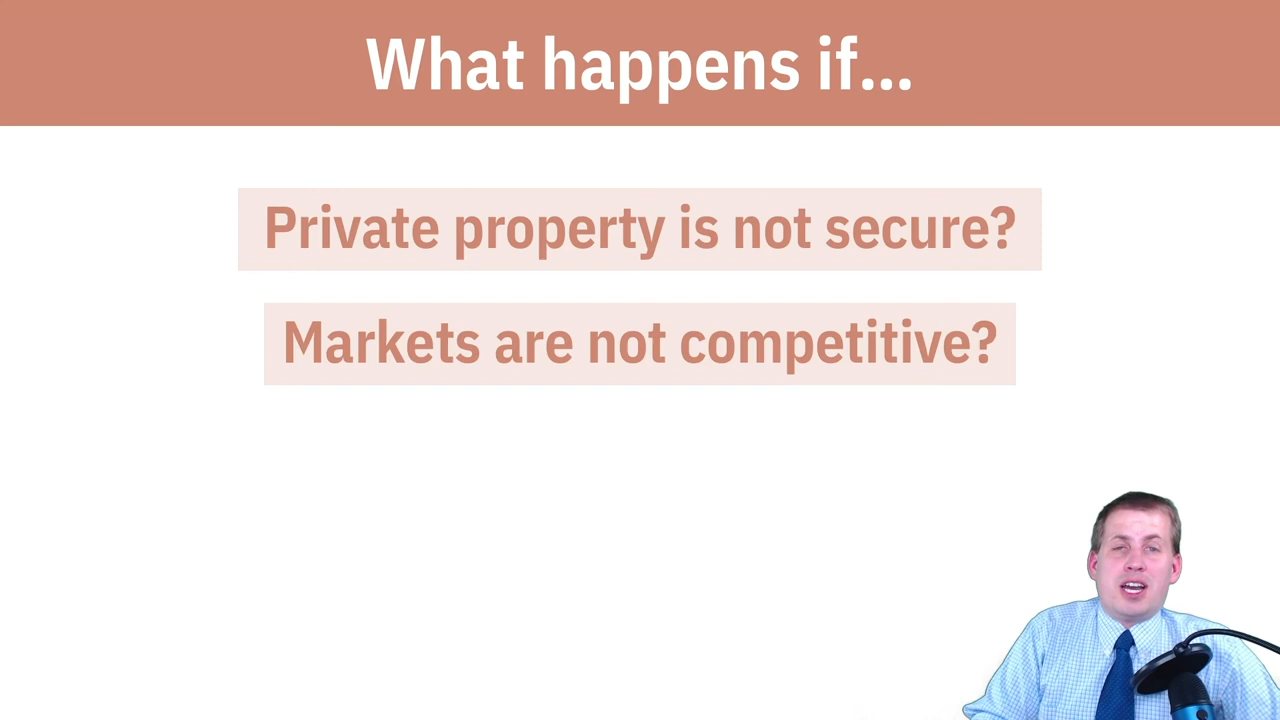 What happens if...
Private property is not secure?
Markets are not competitive?